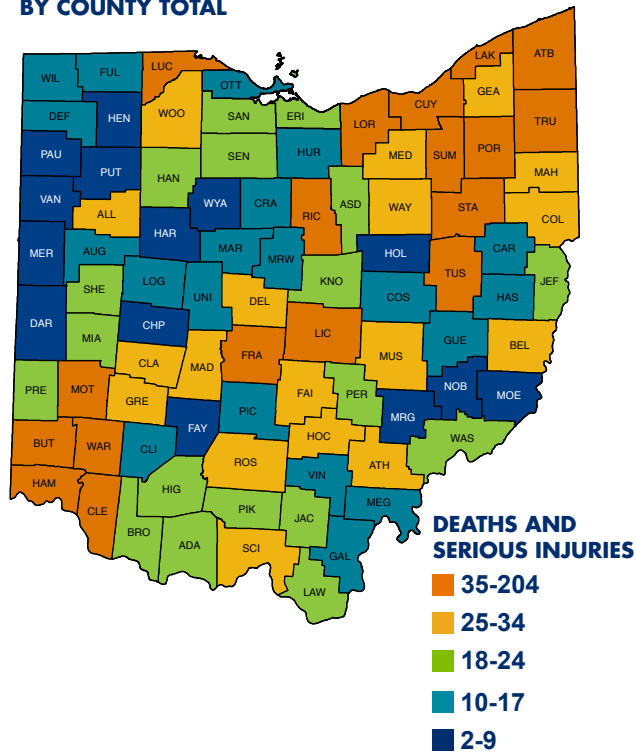 BY COUNTY TOTAL
LAK
ATB
LUC
FUL
WIL
OTT
GEA
CUY
WOO
DEF
HEN
SAN
ERI
LOR
TRU
SUM
POR
MED
HUR
PAU
SEN
PUT
MAH
HAN
VAN
WYA
CRA
ASD
WAY
STA
ALL
RIC
COL
HAR
MER
AUG
MAR
MRW
HOL
CAR
TUS
JEF
LOG
SHE
UNI
KNO
COS
HAS
DEL
DAR
CHP
MIA
LIC
GUE
BEL
FRA
MUS
CLA
MAD
PRE
MOT
FAI
PER
NOB
MOE
GRE
PIC
MRG
FAY
HOC
WAS
BUT
WAR
CLI
ROS
ATH
VIN
HAM
HIG
MEG
CLE
PIK
JAC
BRO
ADA
SCI
GAL
LAW
DEATHS AND
SERIOUS INJURIES
35-204
25-34
18-24
10-17
2-9